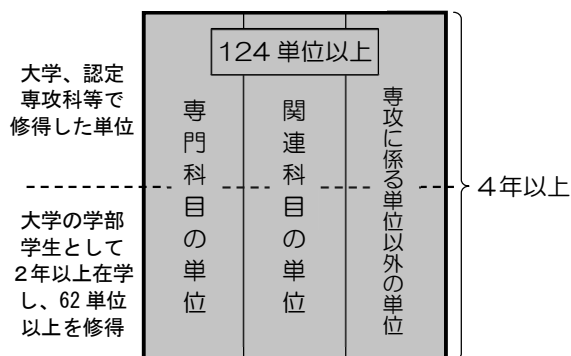 124単位以上
大学、認定
専攻科等で
修得した単位
大学の学部
学生として
２年以上在学
し、62 単位
以上を修得
専門科目の単位
関連科目の単位
専攻に係る単位以外の単位
４年以上